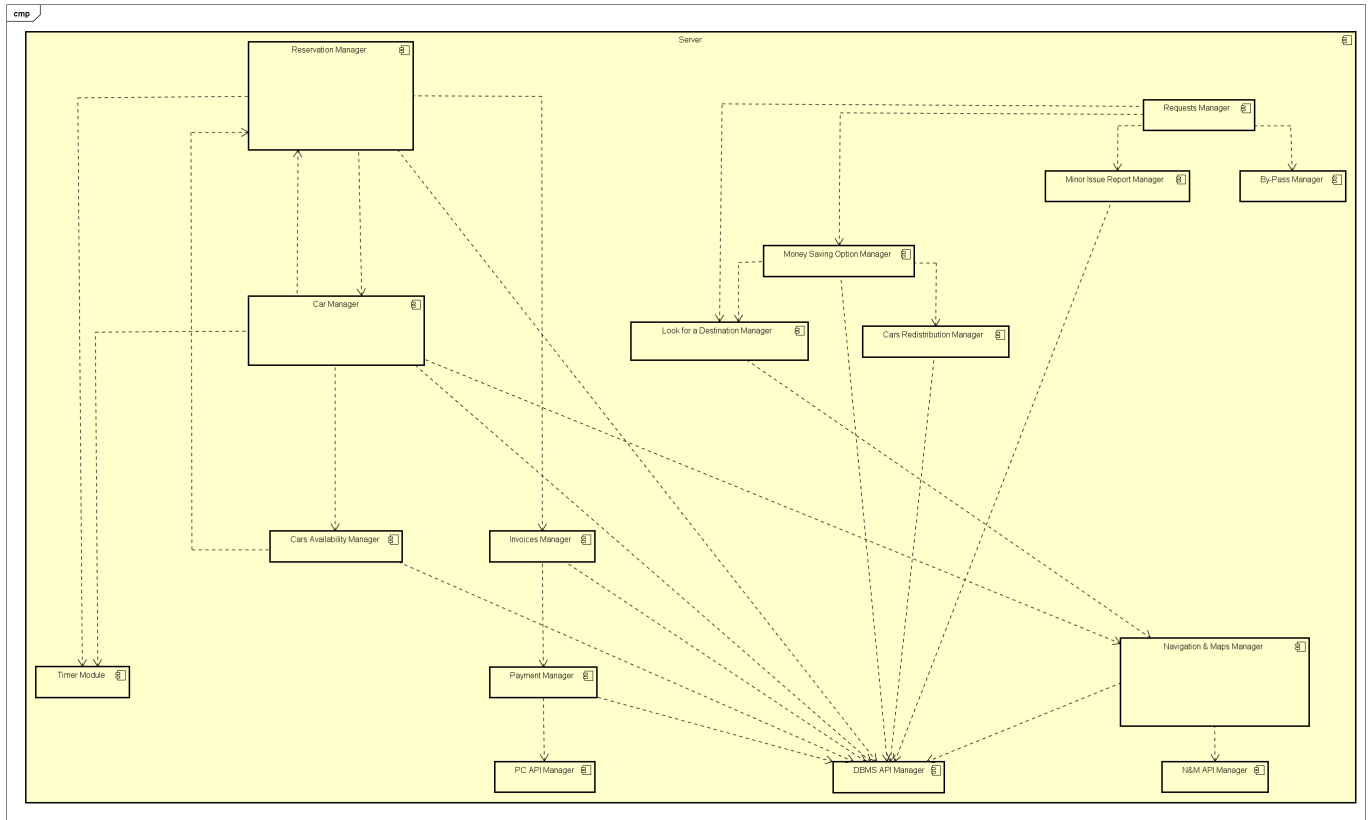 cmp
Server
Reservation Manager
Requests Manager
Minor Issue Report Manager
By-Pass Manager
Money Saving Option Manager
Car Manager
Look for a Destination Manager
Cars Redistribution Manager
Cars Availability Manager
Invoices Manager
Navigation & Maps Manager
Timer Module
Payment Manager
PC API Manager
DBMS API Manager
N&M API Manager